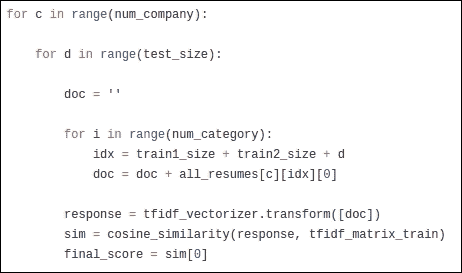 for c in range(num_company):
for d in range(test_size):
doc = ''
for i in range(num_category):
idx = train1_size + train2_size + d
doc = doc + all_resumes[c][idx][0]
response = tfidf_vectorizer.transform([doc])
sim = cosine_similarity(response, tfidf_matrix_train)
final_score = sim[0]